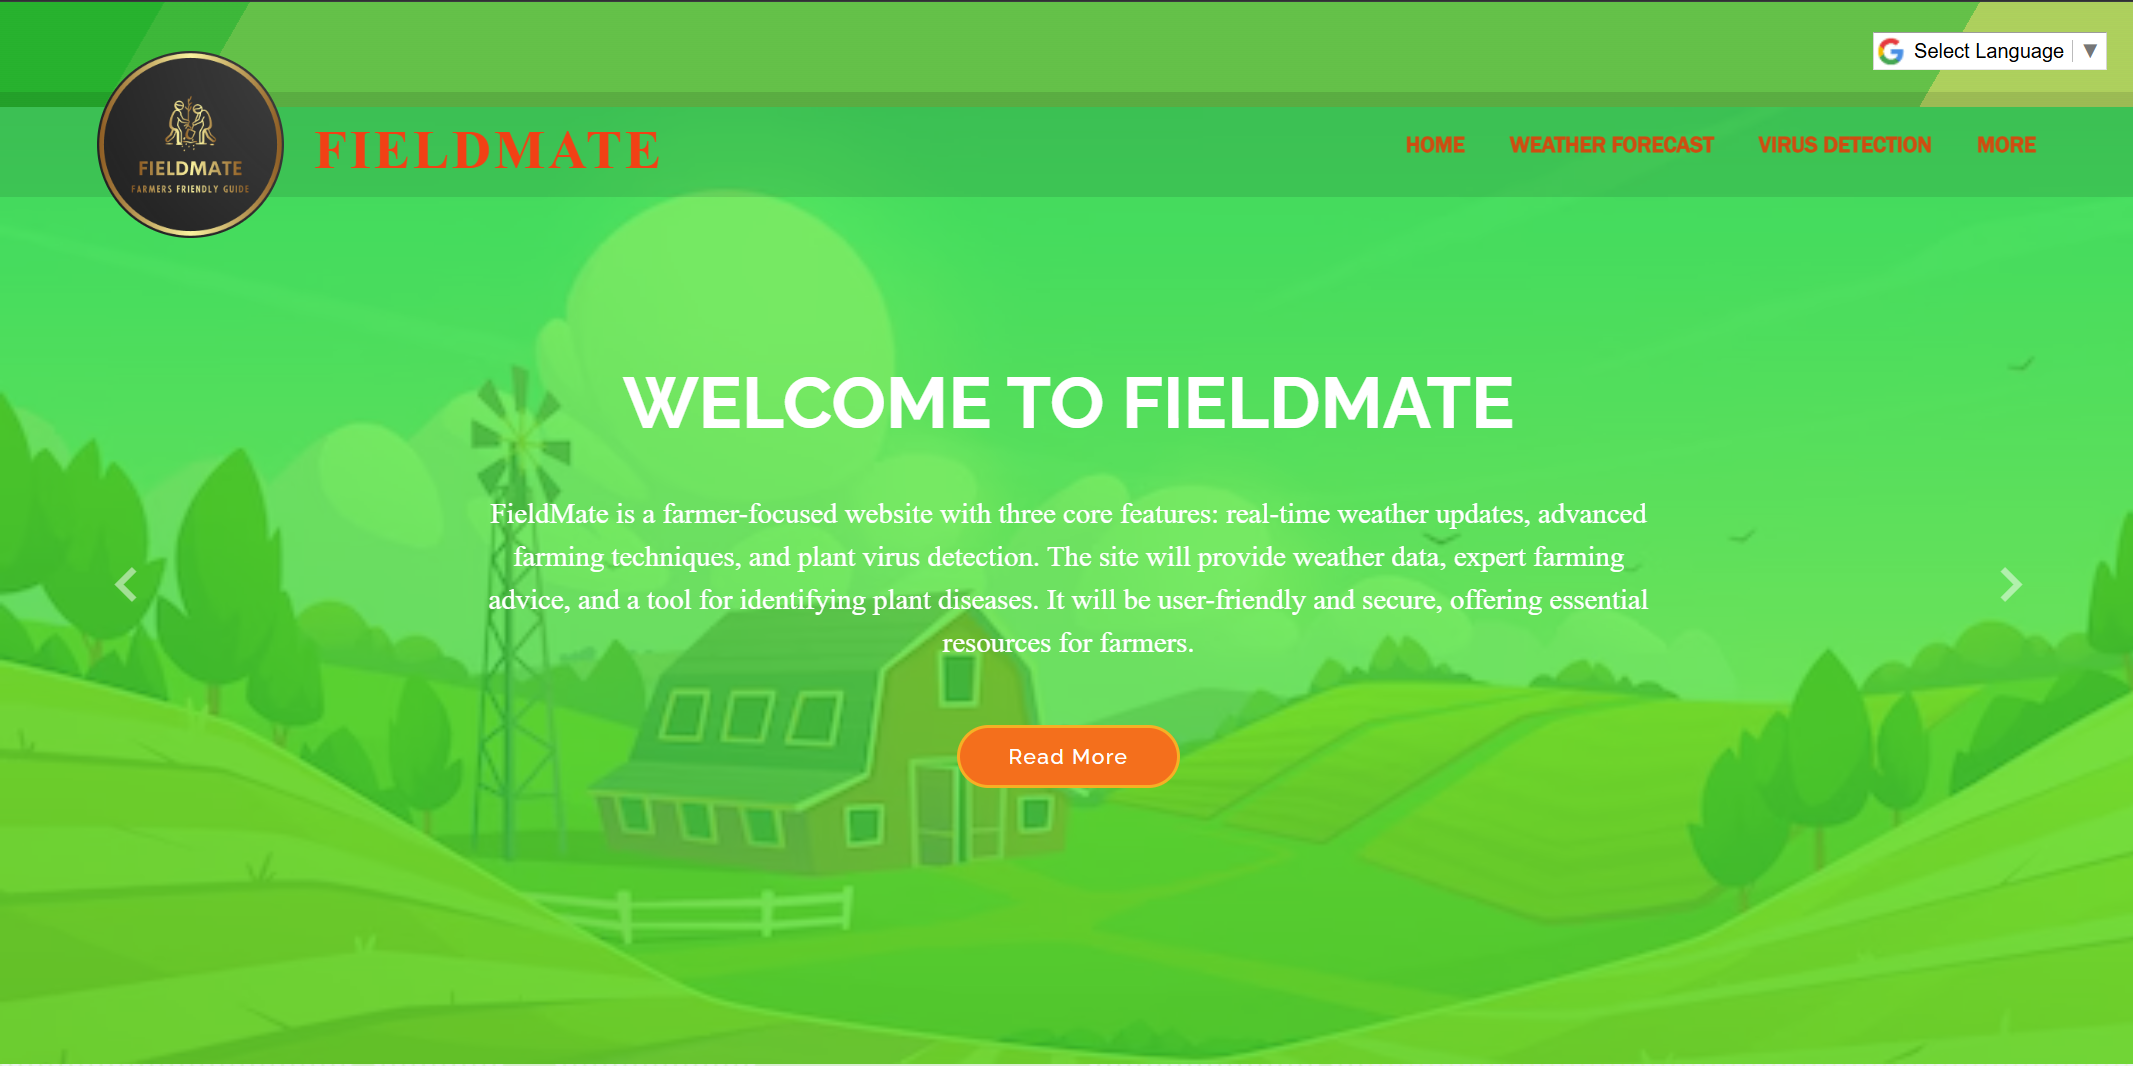 Select Language ▼
FIELDMATE
FARMERS FRIENDLY GUIDE
FIELDMATE
HOME WEATHER FORECAST VIRUS DETECTION MORE
WELCOME TO FIELDMATE
FieldMate is a farmer-focused website with three core features: real-time weather updates, advanced
farming techniques, and plant virus detection. The site will provide weather data, expert farming
advice, and a tool for identifying plant diseases. It will be user-friendly and secure, offering essential
resources for farmers.
Read More